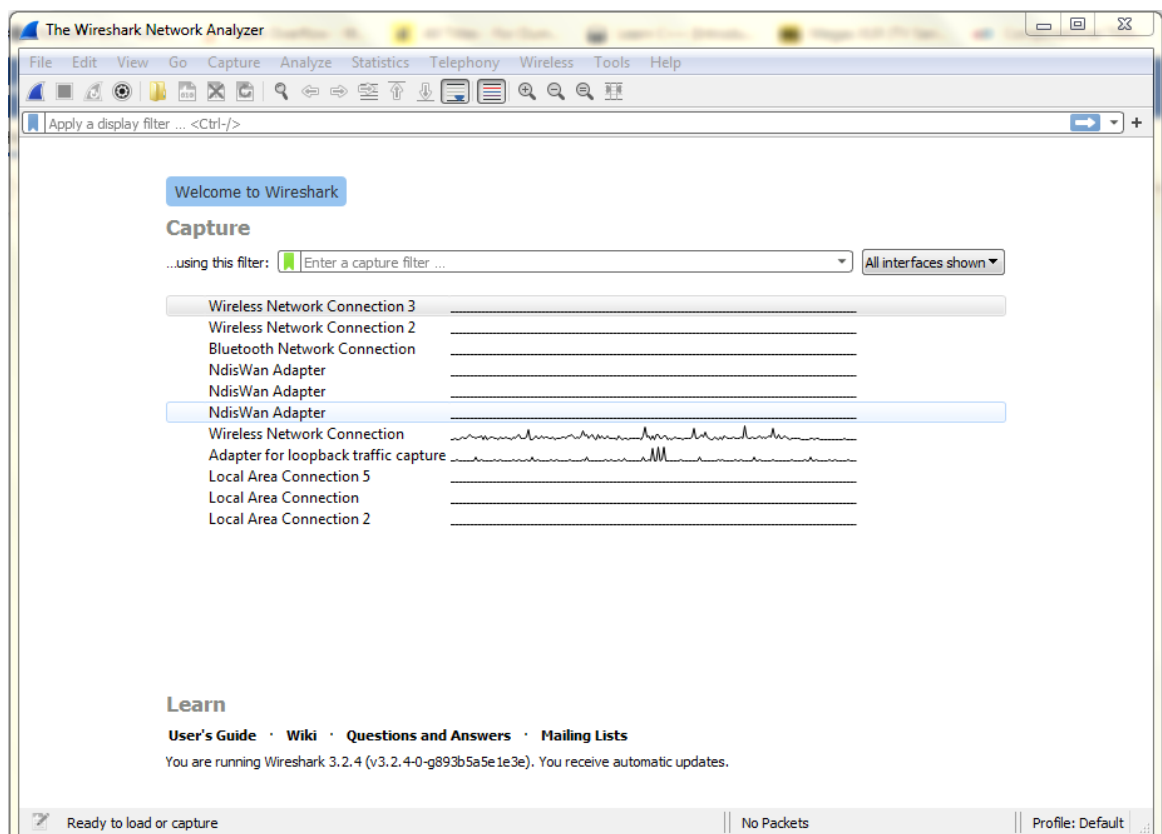 The Wireshark Network Analyzer
File Edit View Go Capture Analyze Statistics Telephony Wireless Tools Help
Apply a display filter ... <Ctrl-/>
+
Welcome to Wireshark
Capture
...using this filter: Enter a capture filter ... All interfaces shown
Wireless Network Connection 3
Wireless Network Connection 2
Bluetooth Network Connection
NdisWan Adapter
NdisWan Adapter
NdisWan Adapter
Wireless Network Connection
Adapter for loopback traffic capture
Local Area Connection 5
Local Area Connection
Local Area Connection 2
Learn
User's Guide · Wiki · Questions and Answers · Mailing Lists
You are running Wireshark 3.2.4 (v3.2.4-0-g893b5a5e1e3e). You receive automatic updates.
Ready to load or capture No Packets Profile: Default